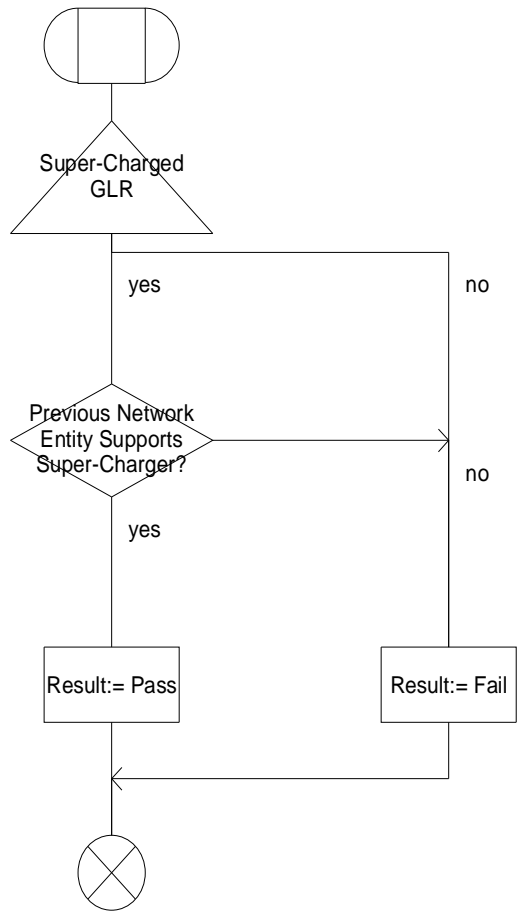 Super-Charged
GLR
yes
no
Previous Network
Entity Supports
Super-Charger?
no
yes
Result:= Pass
Result:= Fail